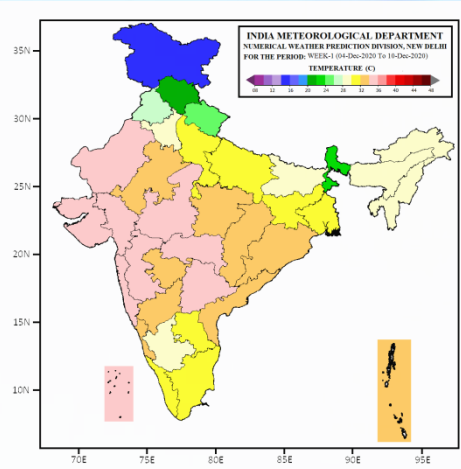 INDIA METEOROLOGICAL DEPARTMENT
NUMERICAL WEATHER PREDICTION DIVISION, NEW DELHI
FOR THE PERIOD: WEEK-1 (04-Dec-2020 To 10-Dec-2020)
TEMPERATURE (C)
08 12 16 20 24 28 32 36 40 44 48
35N
30N
25N
20N
15N
10N
70E 75E 80E 85E 90E 95E